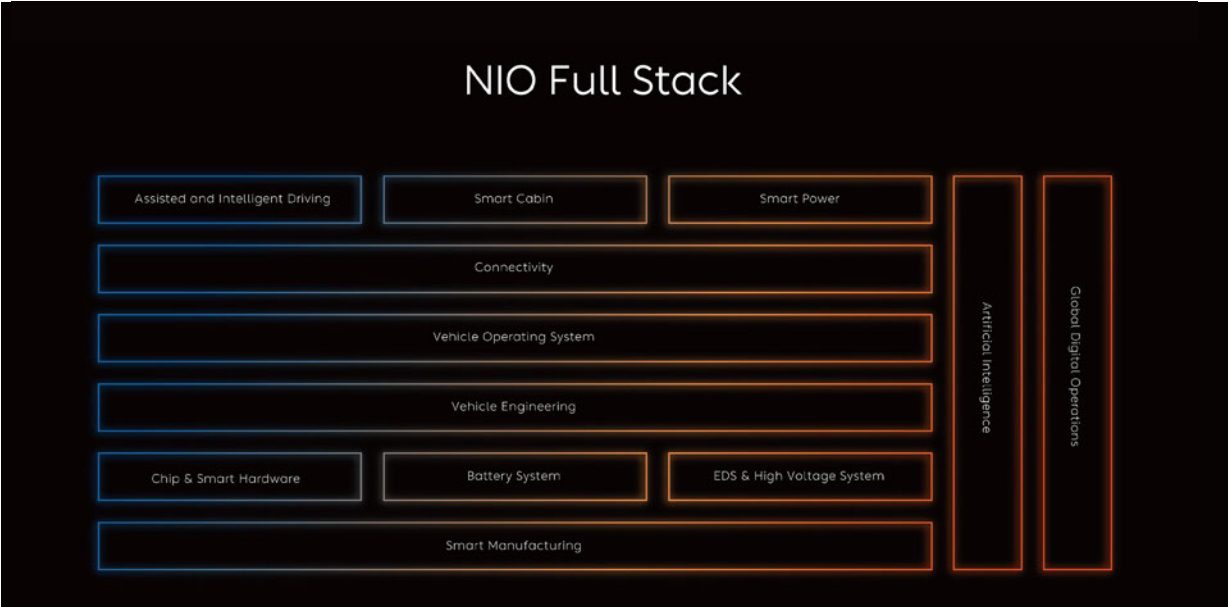 NIO Full Stack
Assisted and Intelligent Driving
Smart Cabin
Smart Power
Connectivity
Vehicle Operating System
Vehicle Engineering
Chip & Smart Hardware
Battery System
EDS & High Voltage System
Smart Manufacturing
Artificial Intelligence
Global Digital Operations